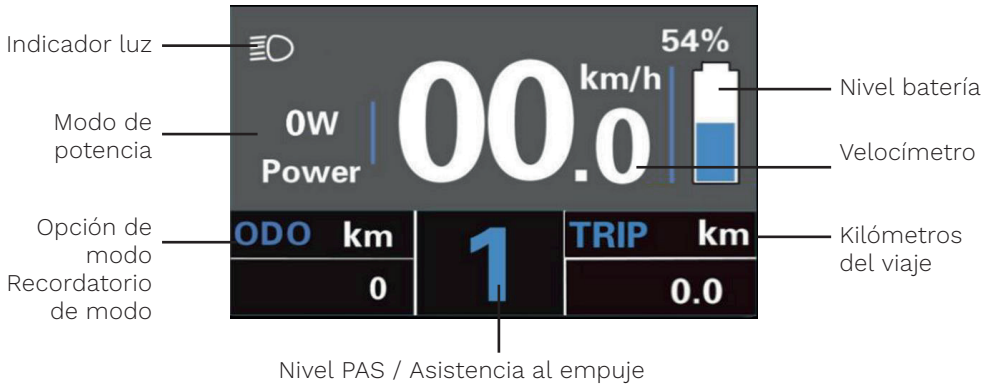 Indicador luz
54%
km/h
Nivel batería
Modo de
potencia
0W
Power
00.0
Velocímetro
Opción de
modo
Recordatorio
de modo
ODO km
0
1
TRIP km
0.0
Kilómetros
del viaje
Nivel PAS / Asistencia al empuje